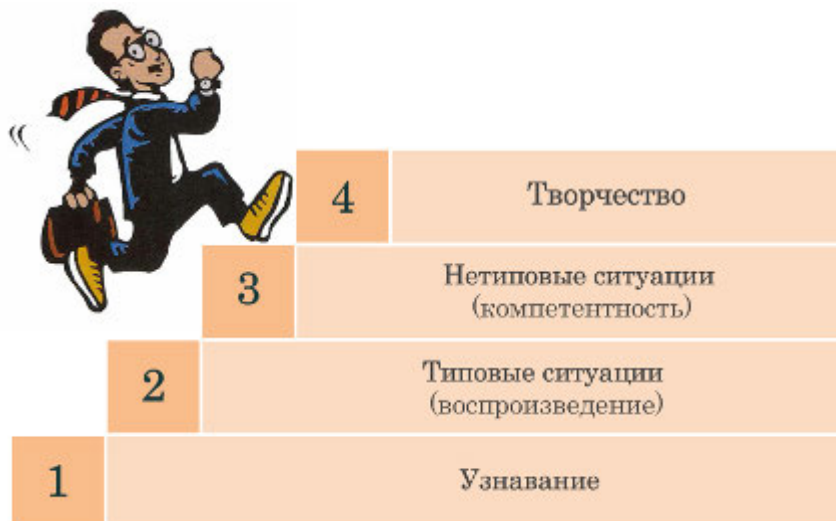 4 Творчество
3 Нетиповые ситуации
(компетентность)
2 Типовые ситуации
(воспроизведение)
1 Узнавание